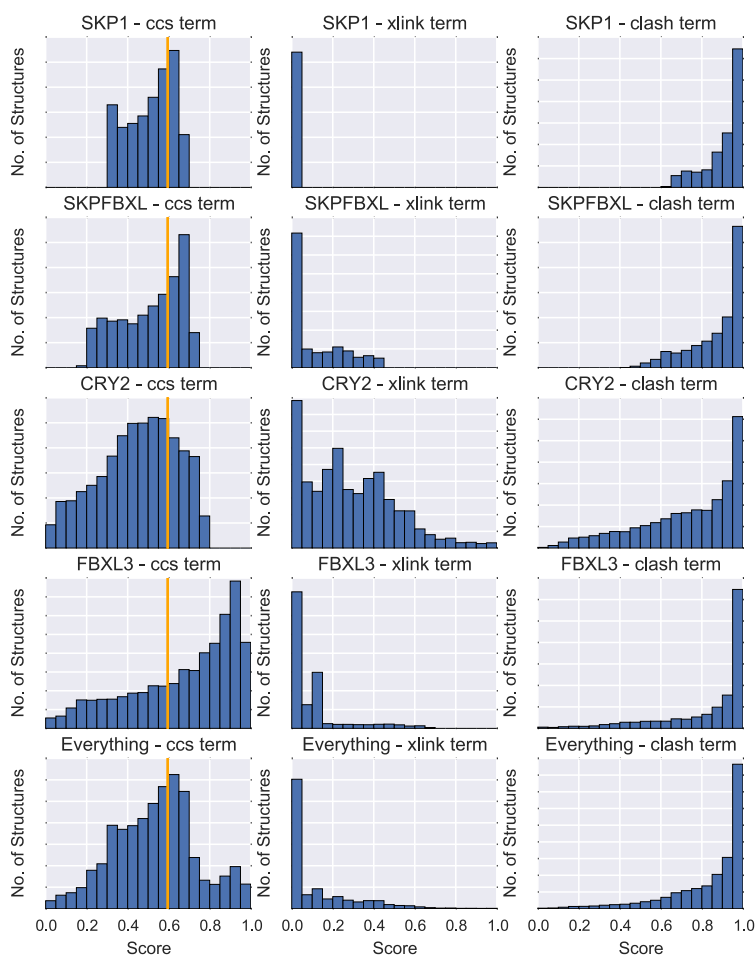 SKP1 - ccs term
SKP1 - xlink term
SKP1 - clash term
No. of Structures
No. of Structures
No. of Structures
SKPFBXL - ccs term
SKPFBXL - xlink term
SKPFBXL - clash term
No. of Structures
No. of Structures
No. of Structures
CRY2 - ccs term
CRY2 - xlink term
CRY2 - clash term
No. of Structures
No. of Structures
No. of Structures
FBXL3 - ccs term
FBXL3 - xlink term
FBXL3 - clash term
No. of Structures
No. of Structures
No. of Structures
Everything - ccs term
Everything - xlink term
Everything - clash term
No. of Structures
No. of Structures
No. of Structures
0.0 0.2 0.4 0.6 0.8 1.0
0.0 0.2 0.4 0.6 0.8 1.0
0.0 0.2 0.4 0.6 0.8 1.0
Score
Score
Score